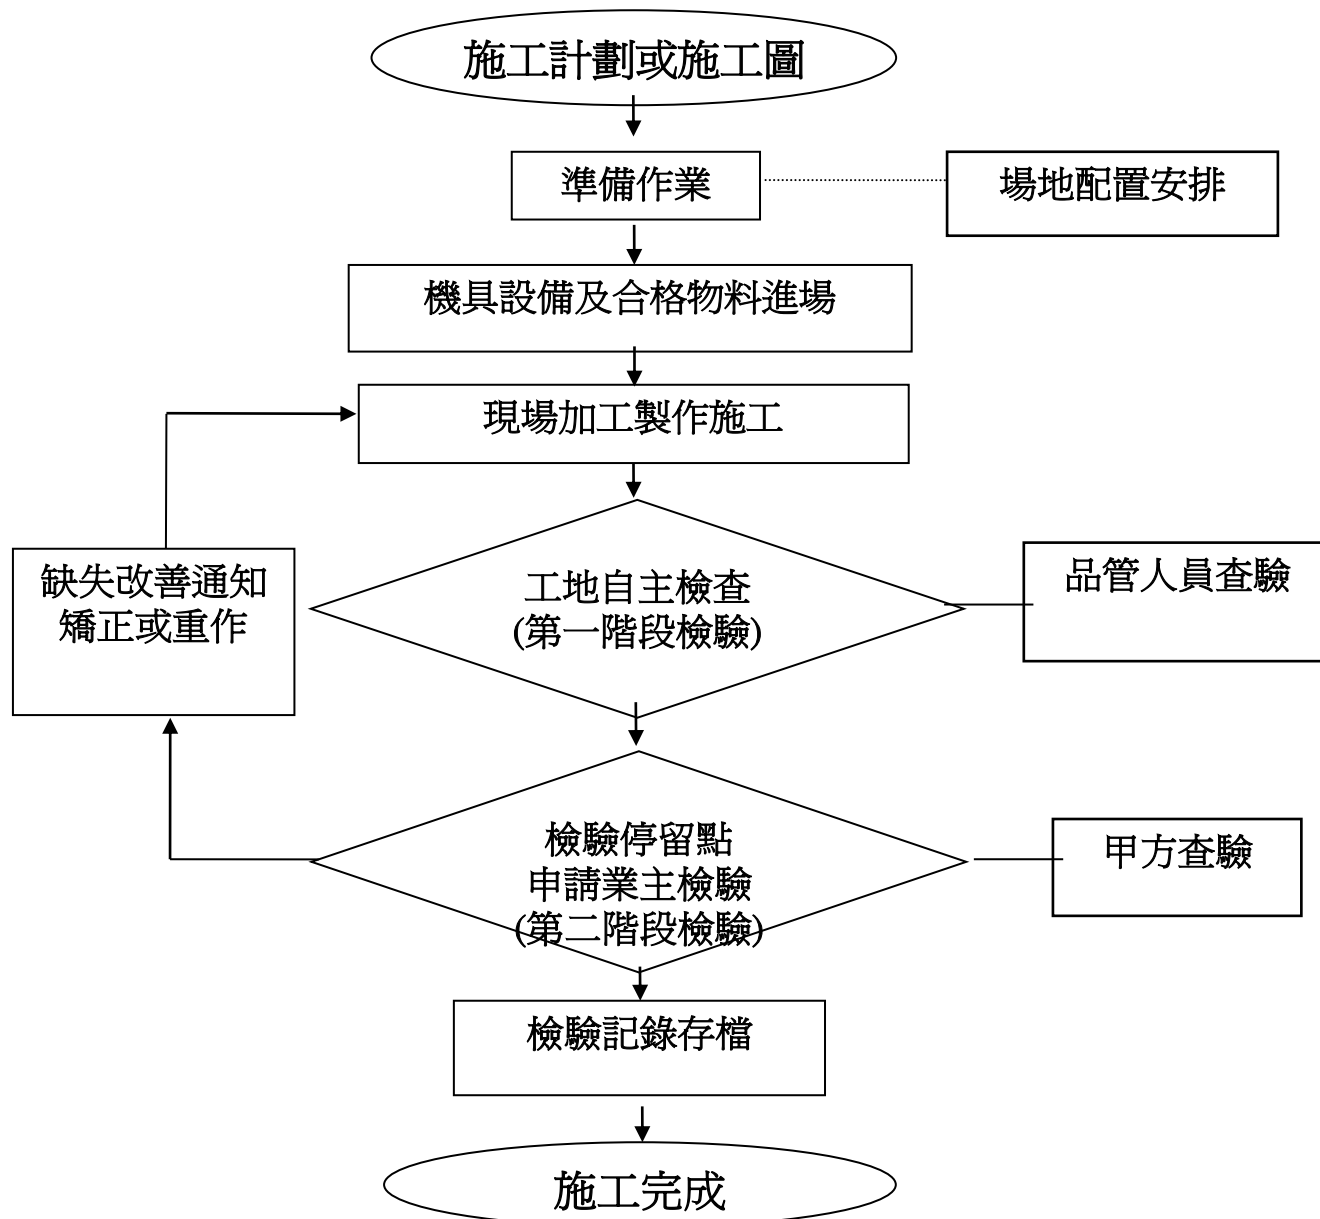 施工計劃或施工圖
準備作業
場地配置安排
機具設備及合格物料進場
現場加工製作施工
缺失改善通知
矯正或重作
工地自主檢查
(第一階段檢驗)
品管人員查驗
檢驗停留點
申請業主檢驗
(第二階段檢驗)
甲方查驗
檢驗記錄存檔
施工完成